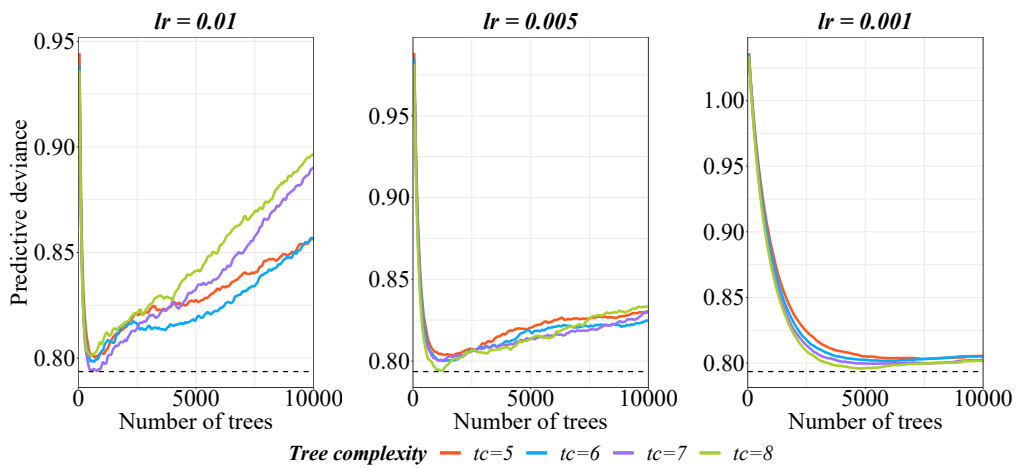 lr = 0.01
lr = 0.005
lr = 0.001
Predictive deviance
0.95
0.90
0.85
0.80
0.95
0.90
0.85
0.80
1.00
0.95
0.90
0.85
0.80
0 5000 10000
0 5000 10000
0 5000 10000
Number of trees
Number of trees
Number of trees
Tree complexity tc=5 tc=6 tc=7 tc=8